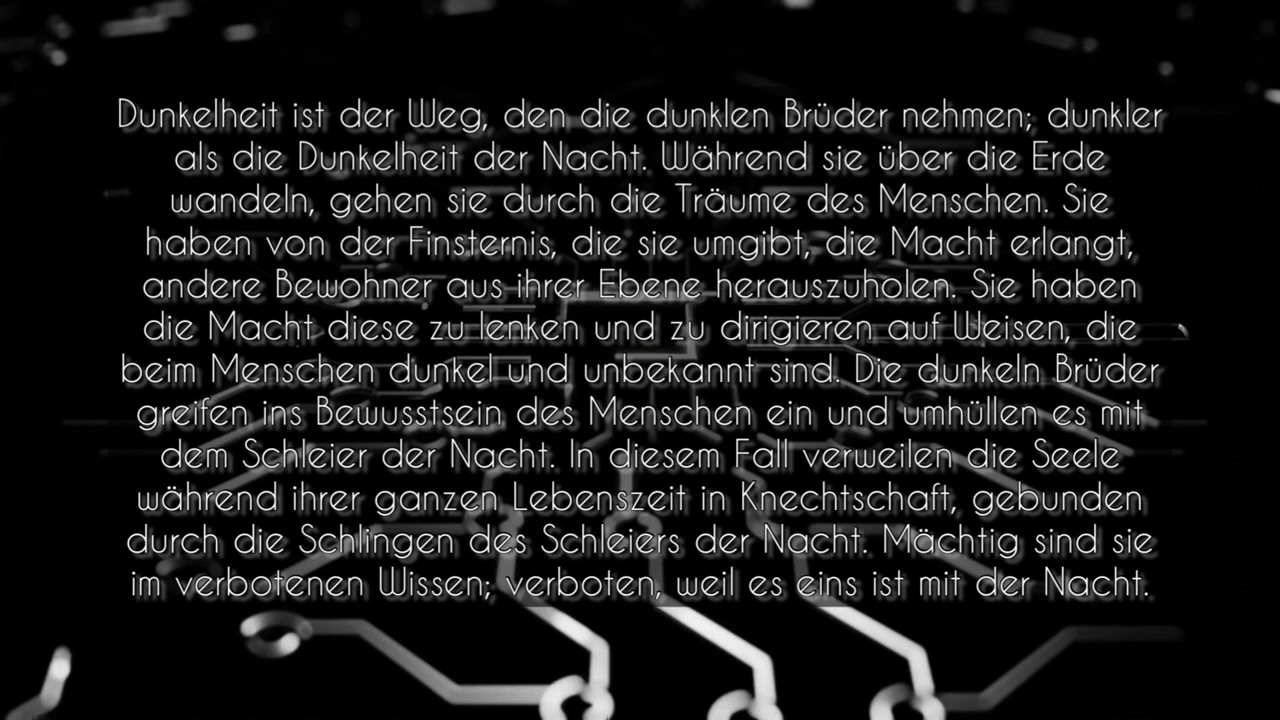 Dunkelheit ist der Weg, den die dunklen Brüder nehmen; dunkler
als die Dunkelheit der Nacht. Während sie über die Erde
wandeln, gehen sie durch die Träume des Menschen. Sie
haben von der Finsternis, die sie umgibt, die Macht erlangt,
andere Bewohner aus ihrer Ebene herauszuholen. Sie haben
die Macht diese zu lenken und zu dirigieren auf Weisen, die
beim Menschen dunkel und unbekannt sind. Die dunkeln Brüder
greifen ins Bewusstsein des Menschen ein und umhüllen es mit
dem Schleier der Nacht. In diesem Fall verweilen die Seele
während ihrer ganzen Lebenszeit in Knechtschaft, gebunden
durch die Schlingen des Schleiers der Nacht. Mächtig sind sie
im verbotenen Wissen; verboten, weil es eins ist mit der Nacht.